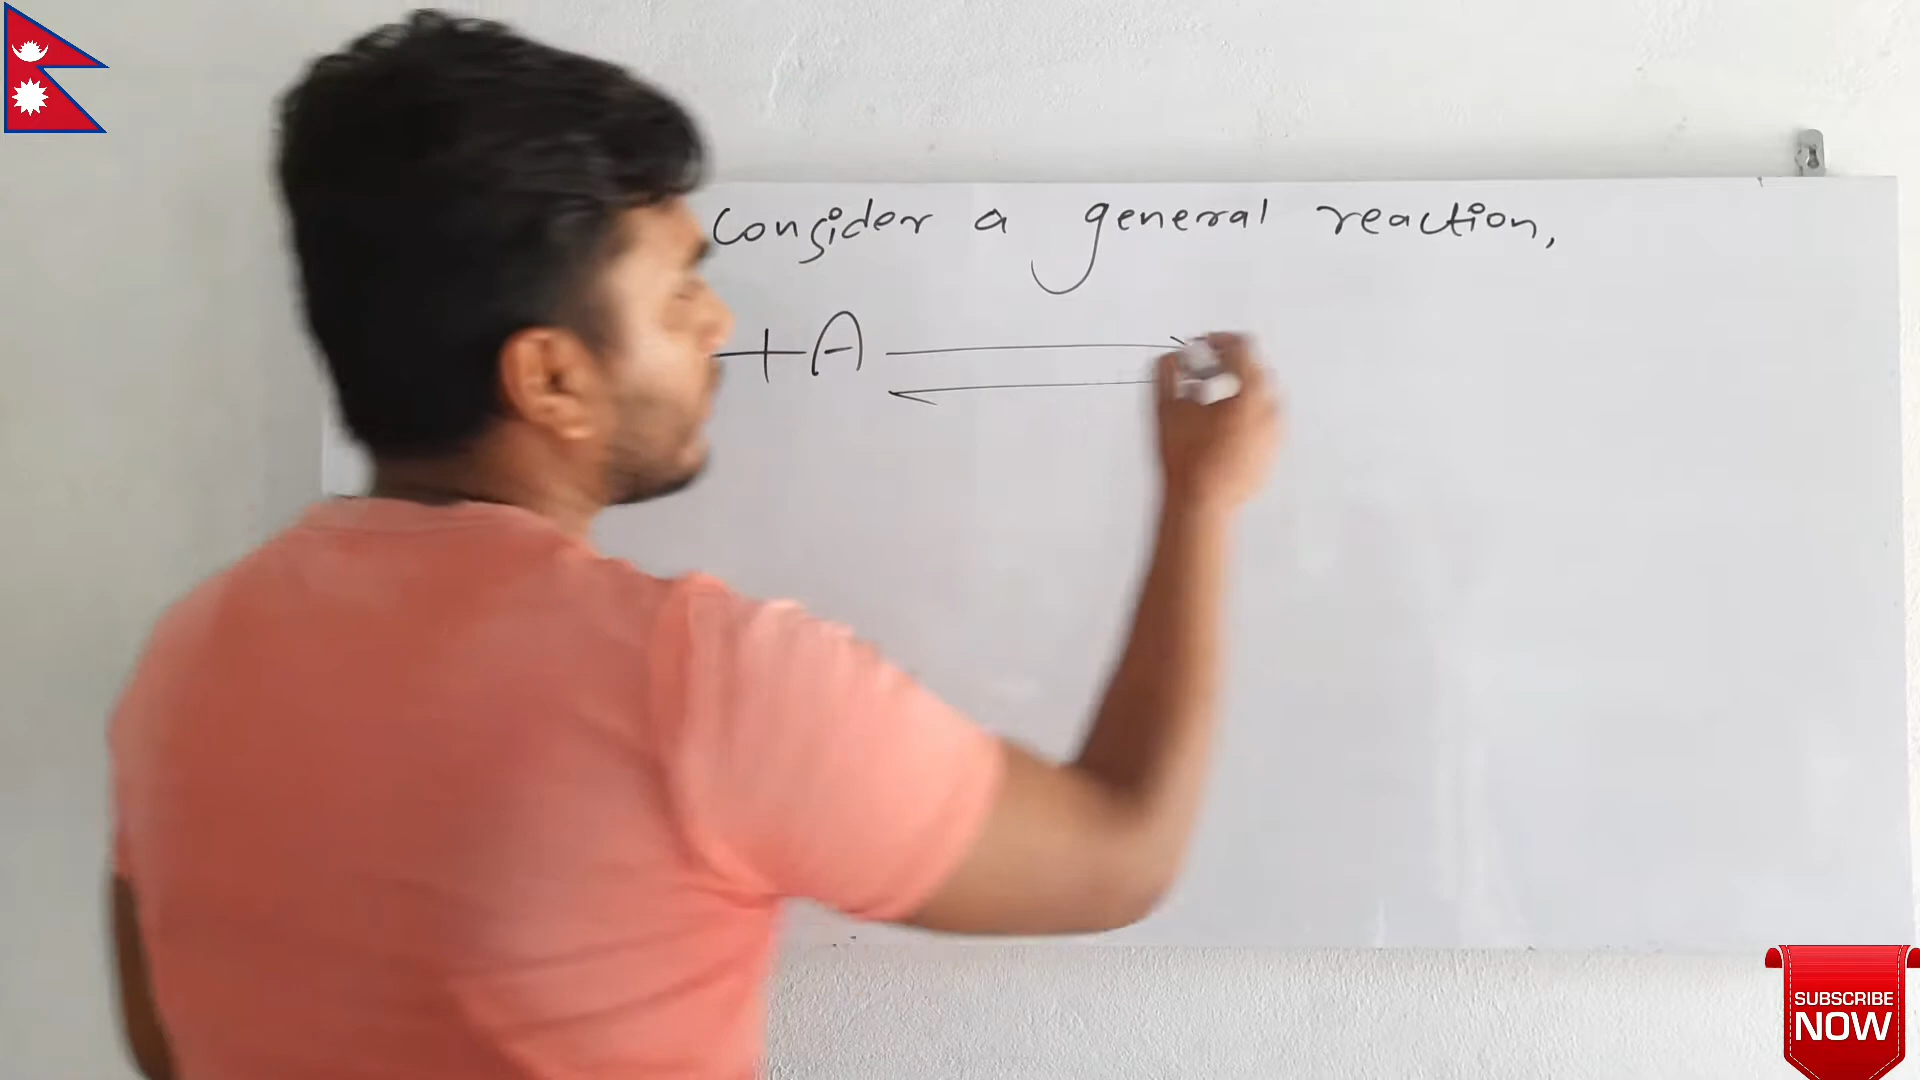 Consider a general reaction,
+A ⇌
SUBSCRIBE
NOW